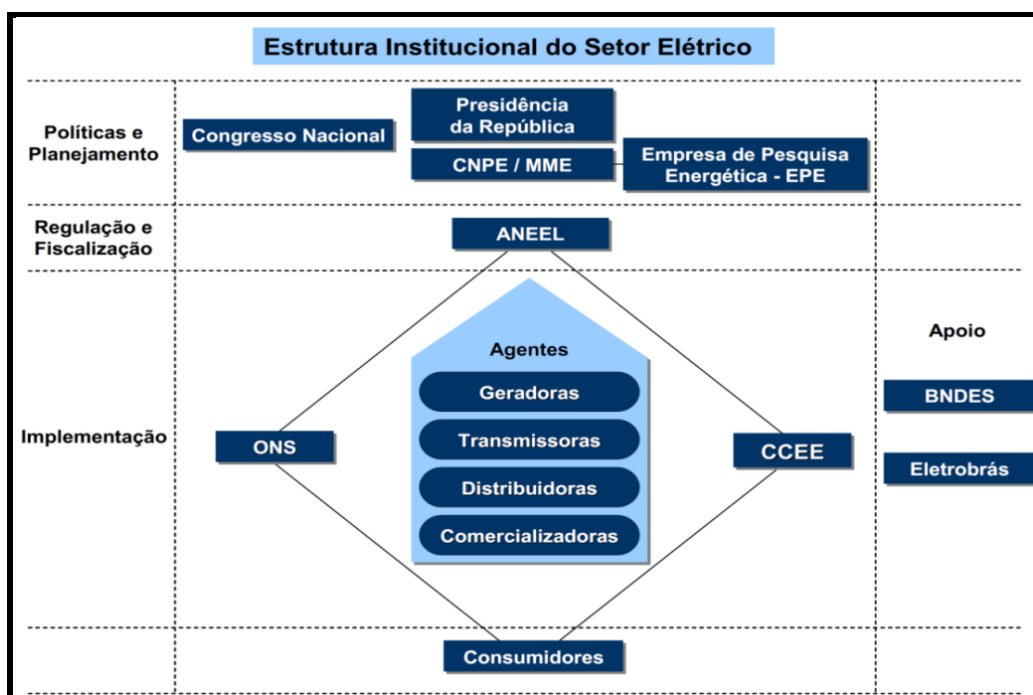 Estrutura Institucional do Setor Elétrico
Políticas e
Planejamento
Congresso Nacional
Presidência
da República
CNPE / MME
Empresa de Pesquisa
Energética - EPE
Regulação e
Fiscalização
ANEEL
Implementação
ONS
Agentes
Geradoras
Transmissoras
Distribuidoras
Comercializadoras
CCEE
Apoio
BNDES
Eletrobrás
Consumidores